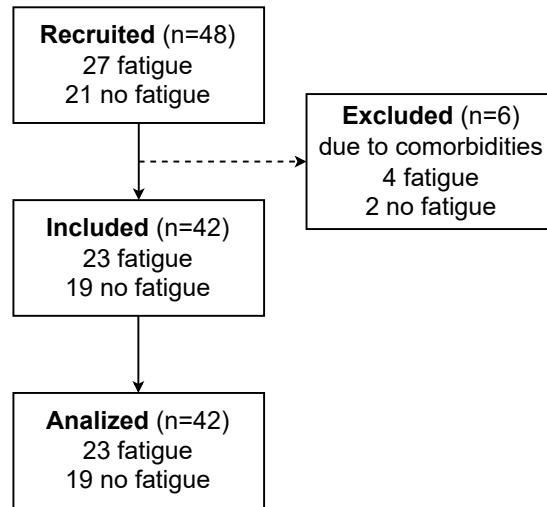 Recruited (n=48)
27 fatigue
21 no fatigue
Excluded (n=6)
due to comorbidities
4 fatigue
2 no fatigue
Included (n=42)
23 fatigue
19 no fatigue
Analized (n=42)
23 fatigue
19 no fatigue